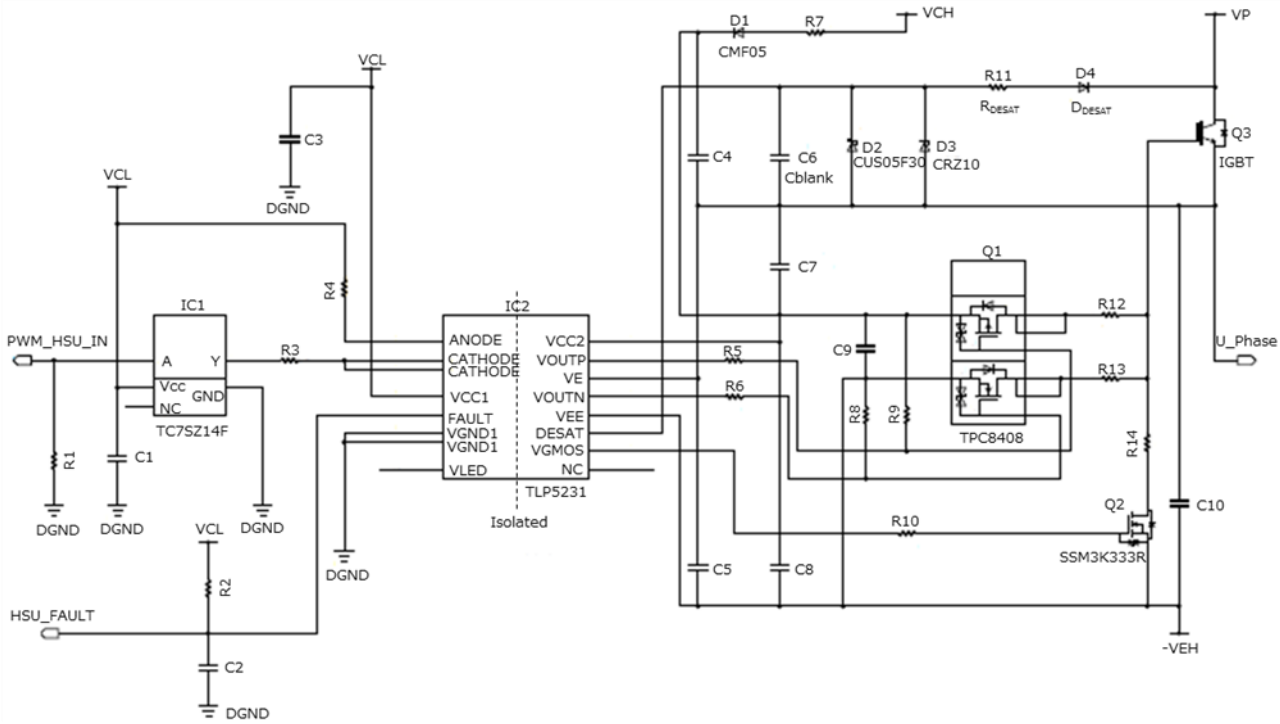 D1
R7
VCH
VP
CMF05
VCL
R11
D4
RDESAT
DDESAT
C3
C4
C6
Cblank
D2
CUS05F30
D3
CRZ10
Q3
IGBT
VCL
DGND
C7
Q1
R4
IC1
IC2
R12
PWM_HSU_IN
A
Y
R3
ANODE
VCC2
CATHODE
VOUTP
R5
C9
U_Phase
CATHODE
VE
R13
Vcc
GND
VCC1
VOUTN
R6
NC
FAULT
VEE
R8
R9
TC7SZ14F
VGND1
DESAT
TPC8408
VGND1
VGMOS
R14
R1
C1
VLED
NC
TLP5231
Q2
C10
Isolated
R10
DGND
DGND
DGND
VCL
SSM3K333R
DGND
C5
C8
R2
HSU_FAULT
-VEH
C2
DGND